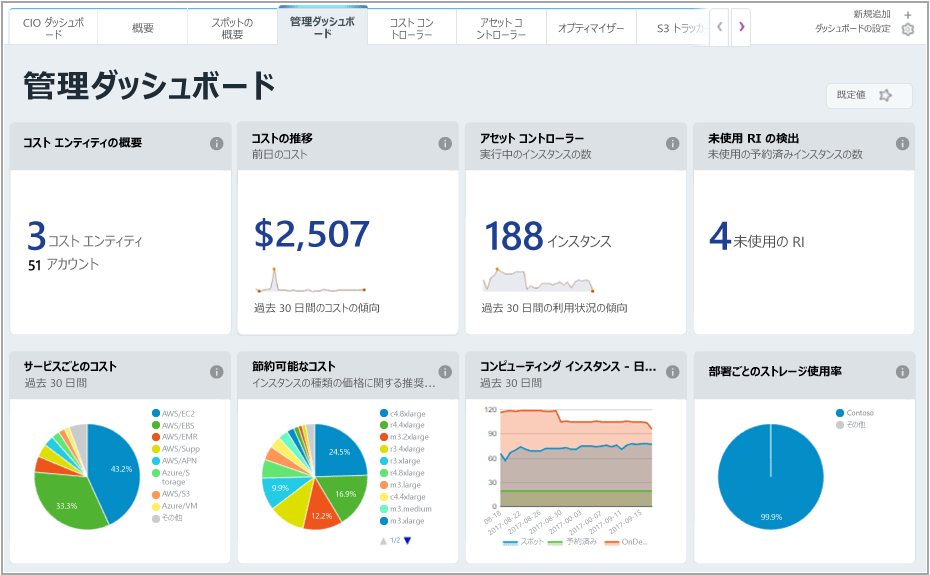 CIO ダッシュボ
ード
概要
スポットの
概要
管理ダッシュボ
ード
コスト コン
トローラー
アセット コ
ントローラー
オプティマイザー
S3 トラッカ
新規追加 +
ダッシュボードの設定
管理ダッシュボード
既定値
コスト エンティティの概要
3 コスト エンティティ
51 アカウント
コストの推移
前日のコスト
$2,507
過去 30 日間のコストの傾向
アセット コントローラー
実行中のインスタンスの数
188 インスタンス
過去 30 日間の利用状況の傾向
未使用 RI の検出
未使用の予約済みインスタンスの数
4 未使用の RI
サービスごとのコスト
過去 30 日間
43.2%
33.3%
AWS/EC2
AWS/EBS
AWS/EMR
AWS/Supp
AWS/APN
Azure/S
torage
AWS/S3
Azure/VM
その他
節約可能なコスト
インスタンスの種類の価格に関する推奨...
24.5%
16.9%
12.2%
9.9%
c4.8xlarge
r4.4xlarge
m3.2xlarge
r3.4xlarge
r3.xlarge
r4.8xlarge
m3.large
c4.4xlarge
m3.medium
m3.xlarge
1/2
コンピューティング インスタンス - 日...
過去 30 日間
120
90
60
30
0
08-18
2017-08-22
2017-08-26
2017-08-30
2017-00-03
2017-00-07
2017-09-11
2017-09-15
スポット
予約済み
OnDe...
部署ごとのストレージ使用率
99.9%
Contoso
その他